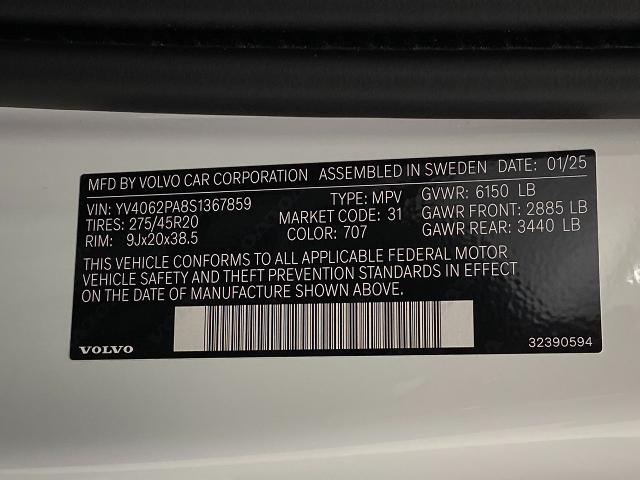 MFD BY VOLVO CAR CORPORATION ASSEMBLED IN SWEDEN DATE: 01/25
VIN: YV4062PA8S1367859 TYPE: MPV GVWR: 6150 LB
TIRES: 275/45R20 MARKET CODE: 31 GAWR FRONT: 2885 LB
RIM: 9Jx20x38.5 COLOR: 707 GAWR REAR: 3440 LB
THIS VEHICLE CONFORMS TO ALL APPLICABLE FEDERAL MOTOR
VEHICLE SAFETY AND THEFT PREVENTION STANDARDS IN EFFECT
ON THE DATE OF MANUFACTURE SHOWN ABOVE.
VOLVO 32390594